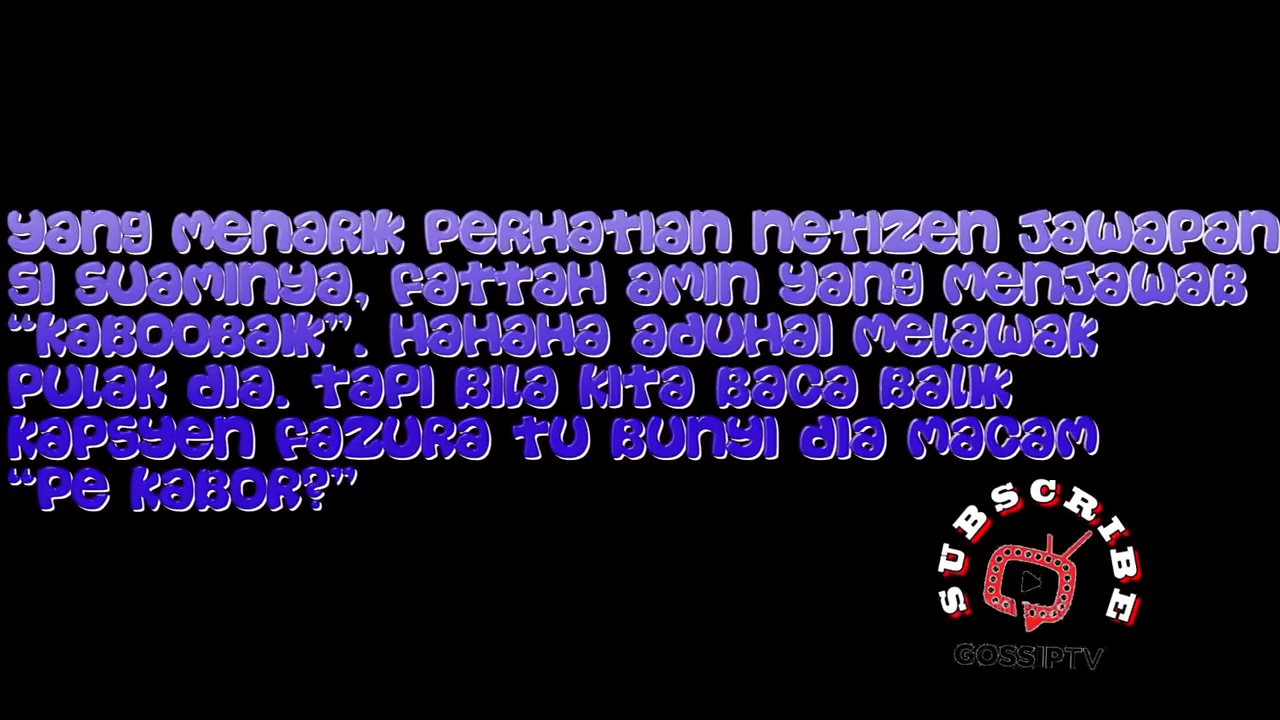 yang menarik perhatian netizen jawapan
si suaminya, fattah amin yang menjawab
“kaboobaik”. hahaha aduhai melawak
pulak dia. tapi bila kita baca balik
kapsyen fazura tu bunyi dia macam
“pe kabor?”
SUBSCRIBE
GOSSIPTV